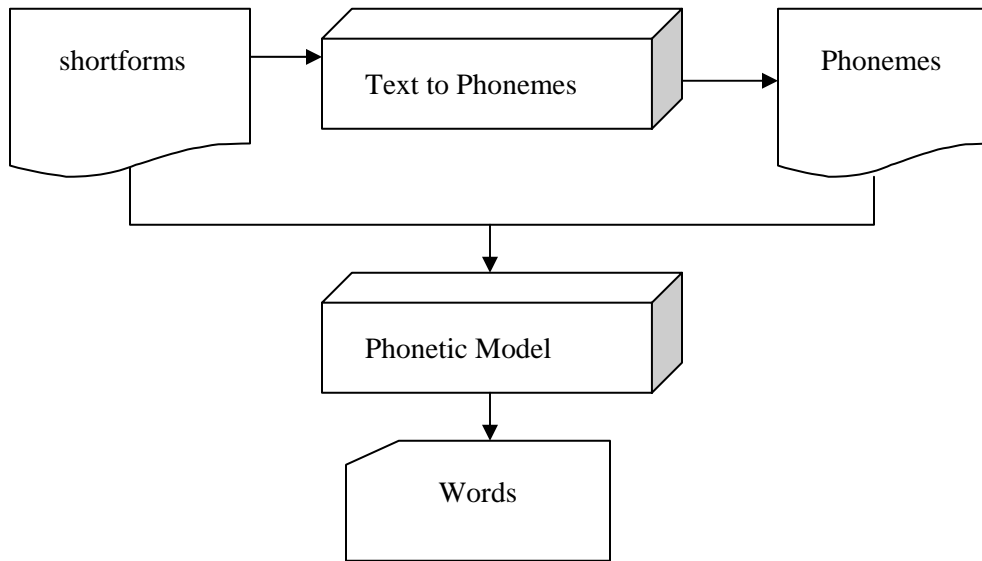 shortforms
Text to Phonemes
Phonemes
Phonetic Model
Words